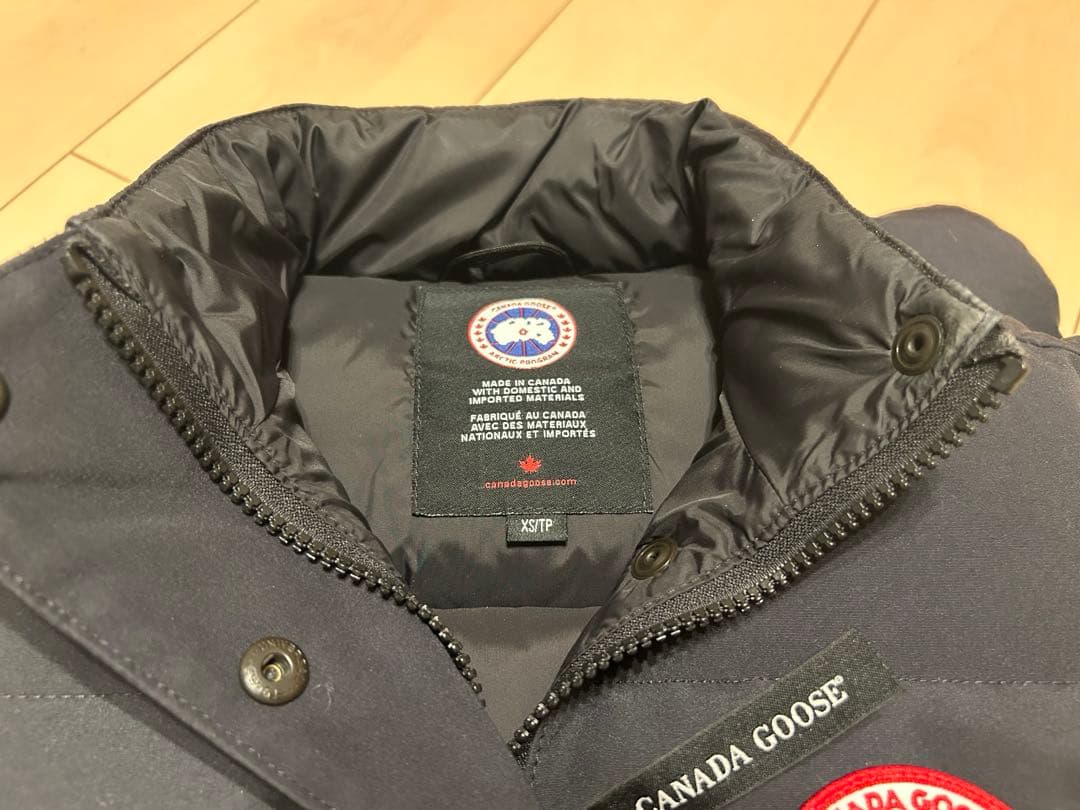 CANADA GOOSE
ARCTIC PROGRAM
MADE IN CANADA
WITH DOMESTIC AND
IMPORTED MATERIALS
FABRIQUÉ AU CANADA
AVEC DES MATERIAUX
NATIONAUX ET IMPORTÉS
canadagoose.com
XS/TP
CANADA GOOSE®